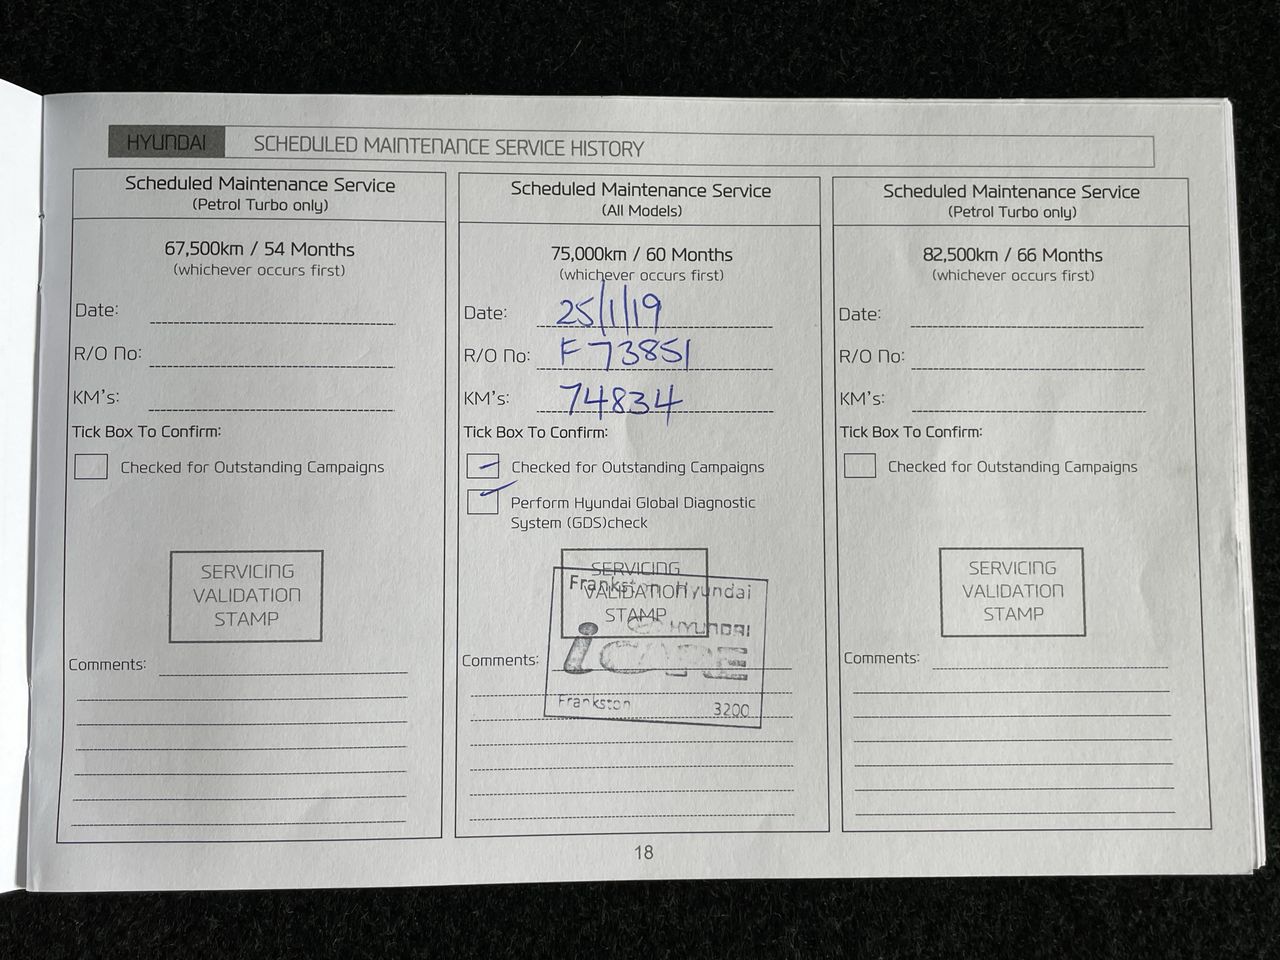 HYUNDAI SCHEDULED MAINTENANCE SERVICE HISTORY
Scheduled Maintenance Service
(Petrol Turbo only)
67,500km / 54 Months
(whichever occurs first)
Date:
R/O No:
KM's:
Tick Box To Confirm:
Checked for Outstanding Campaigns
SERVICING
VALIDATION
STAMP
Comments:
Scheduled Maintenance Service
(All Models)
75,000km / 60 Months
(whichever occurs first)
Date: 25/1/19
R/O No: F73851
KM's: 74834
Tick Box To Confirm:
Checked for Outstanding Campaigns
Perform Hyundai Global Diagnostic
System (GDS)check
SERVICING
VALIDATION
STAMP
Frankston Hyundai
HYUNDAI
iCARE
Frankston 3200
Comments:
Scheduled Maintenance Service
(Petrol Turbo only)
82,500km / 66 Months
(whichever occurs first)
Date:
R/O No:
KM's:
Tick Box To Confirm:
Checked for Outstanding Campaigns
SERVICING
VALIDATION
STAMP
Comments:
18